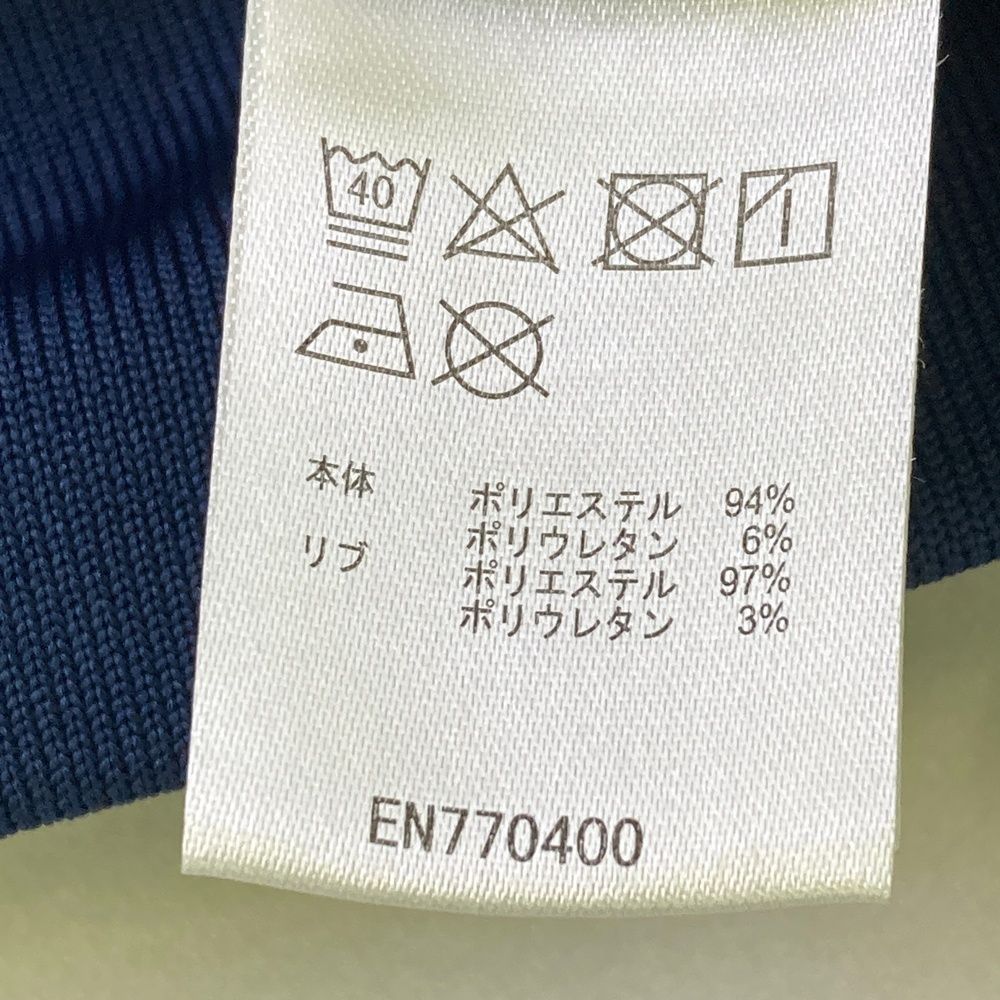 40
本体 ポリエステル 94%
ポリウレタン 6%
リブ ポリエステル 97%
ポリウレタン 3%
EN770400